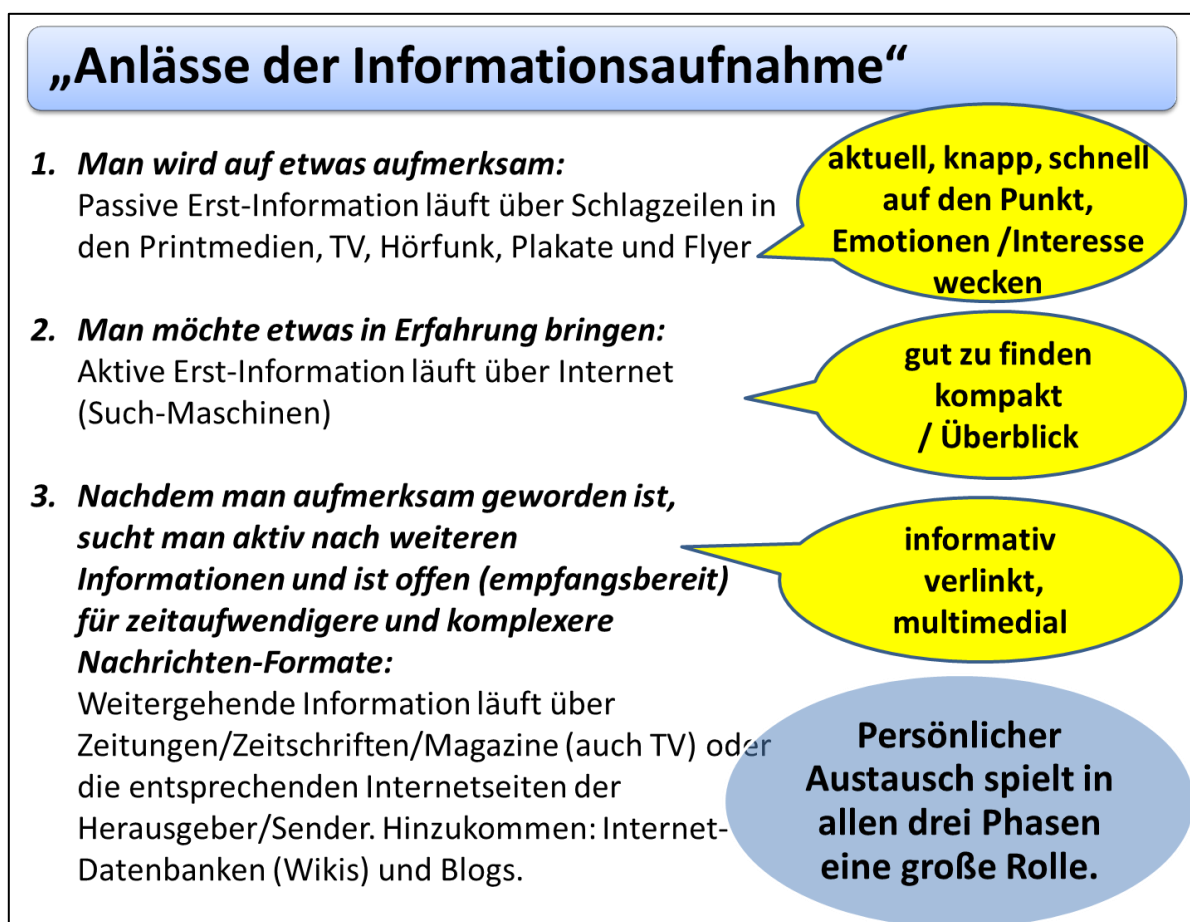 „Anlässe der Informationsaufnahme“
1. Man wird auf etwas aufmerksam:
Passive Erst-Information läuft über Schlagzeilen in
den Printmedien, TV, Hörfunk, Plakate und Flyer
aktuell, knapp, schnell
auf den Punkt,
Emotionen /Interesse
wecken
2. Man möchte etwas in Erfahrung bringen:
Aktive Erst-Information läuft über Internet
(Such-Maschinen)
gut zu finden
kompakt
/ Überblick
3. Nachdem man aufmerksam geworden ist,
sucht man aktiv nach weiteren
Informationen und ist offen (empfangsbereit)
für zeitaufwendigere und komplexere
Nachrichten-Formate:
Weitergehende Information läuft über
Zeitungen/Zeitschriften/Magazine (auch TV) oder
die entsprechenden Internetseiten der
Herausgeber/Sender. Hinzukommen: Internet-
Datenbanken (Wikis) und Blogs.
informativ
verlinkt,
multimedial
Persönlicher
Austausch spielt in
allen drei Phasen
eine große Rolle.